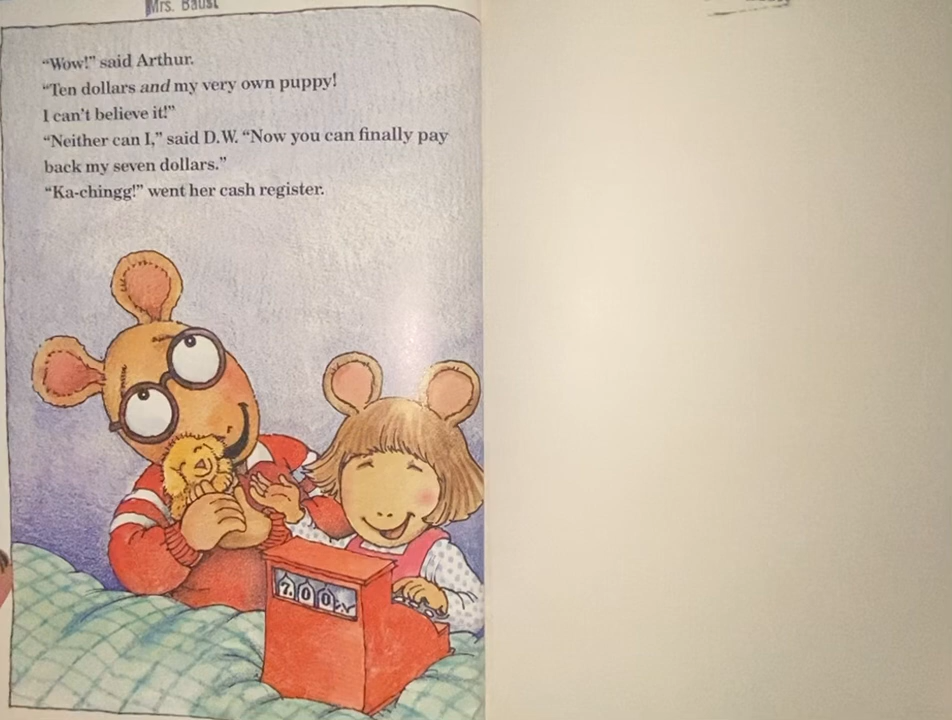 Mrs. Baust
“Wow!” said Arthur.
“Ten dollars and my very own puppy!
I can’t believe it!”
“Neither can I,” said D.W. “Now you can finally pay
back my seven dollars.”
“Ka-chingg!” went her cash register.
7.00